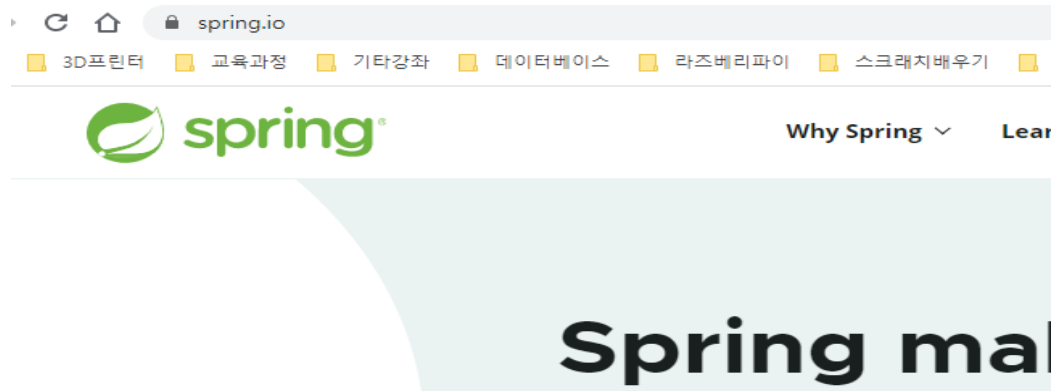 spring.io
3D프린터 교육과정 기타강좌 데이터베이스 라즈베리파이 스크래치배우기
spring®
Why Spring
Spring